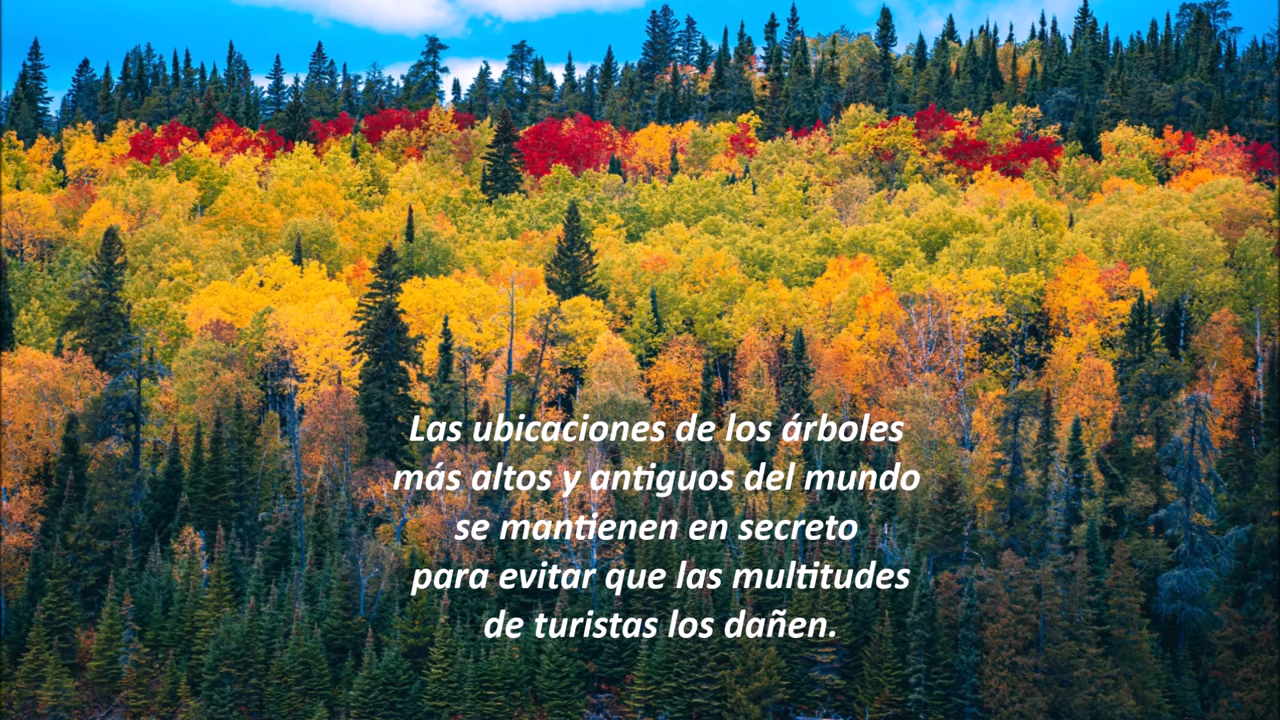 Las ubicaciones de los árboles
más altos y antiguos del mundo
se mantienen en secreto
para evitar que las multitudes
de turistas los dañen.